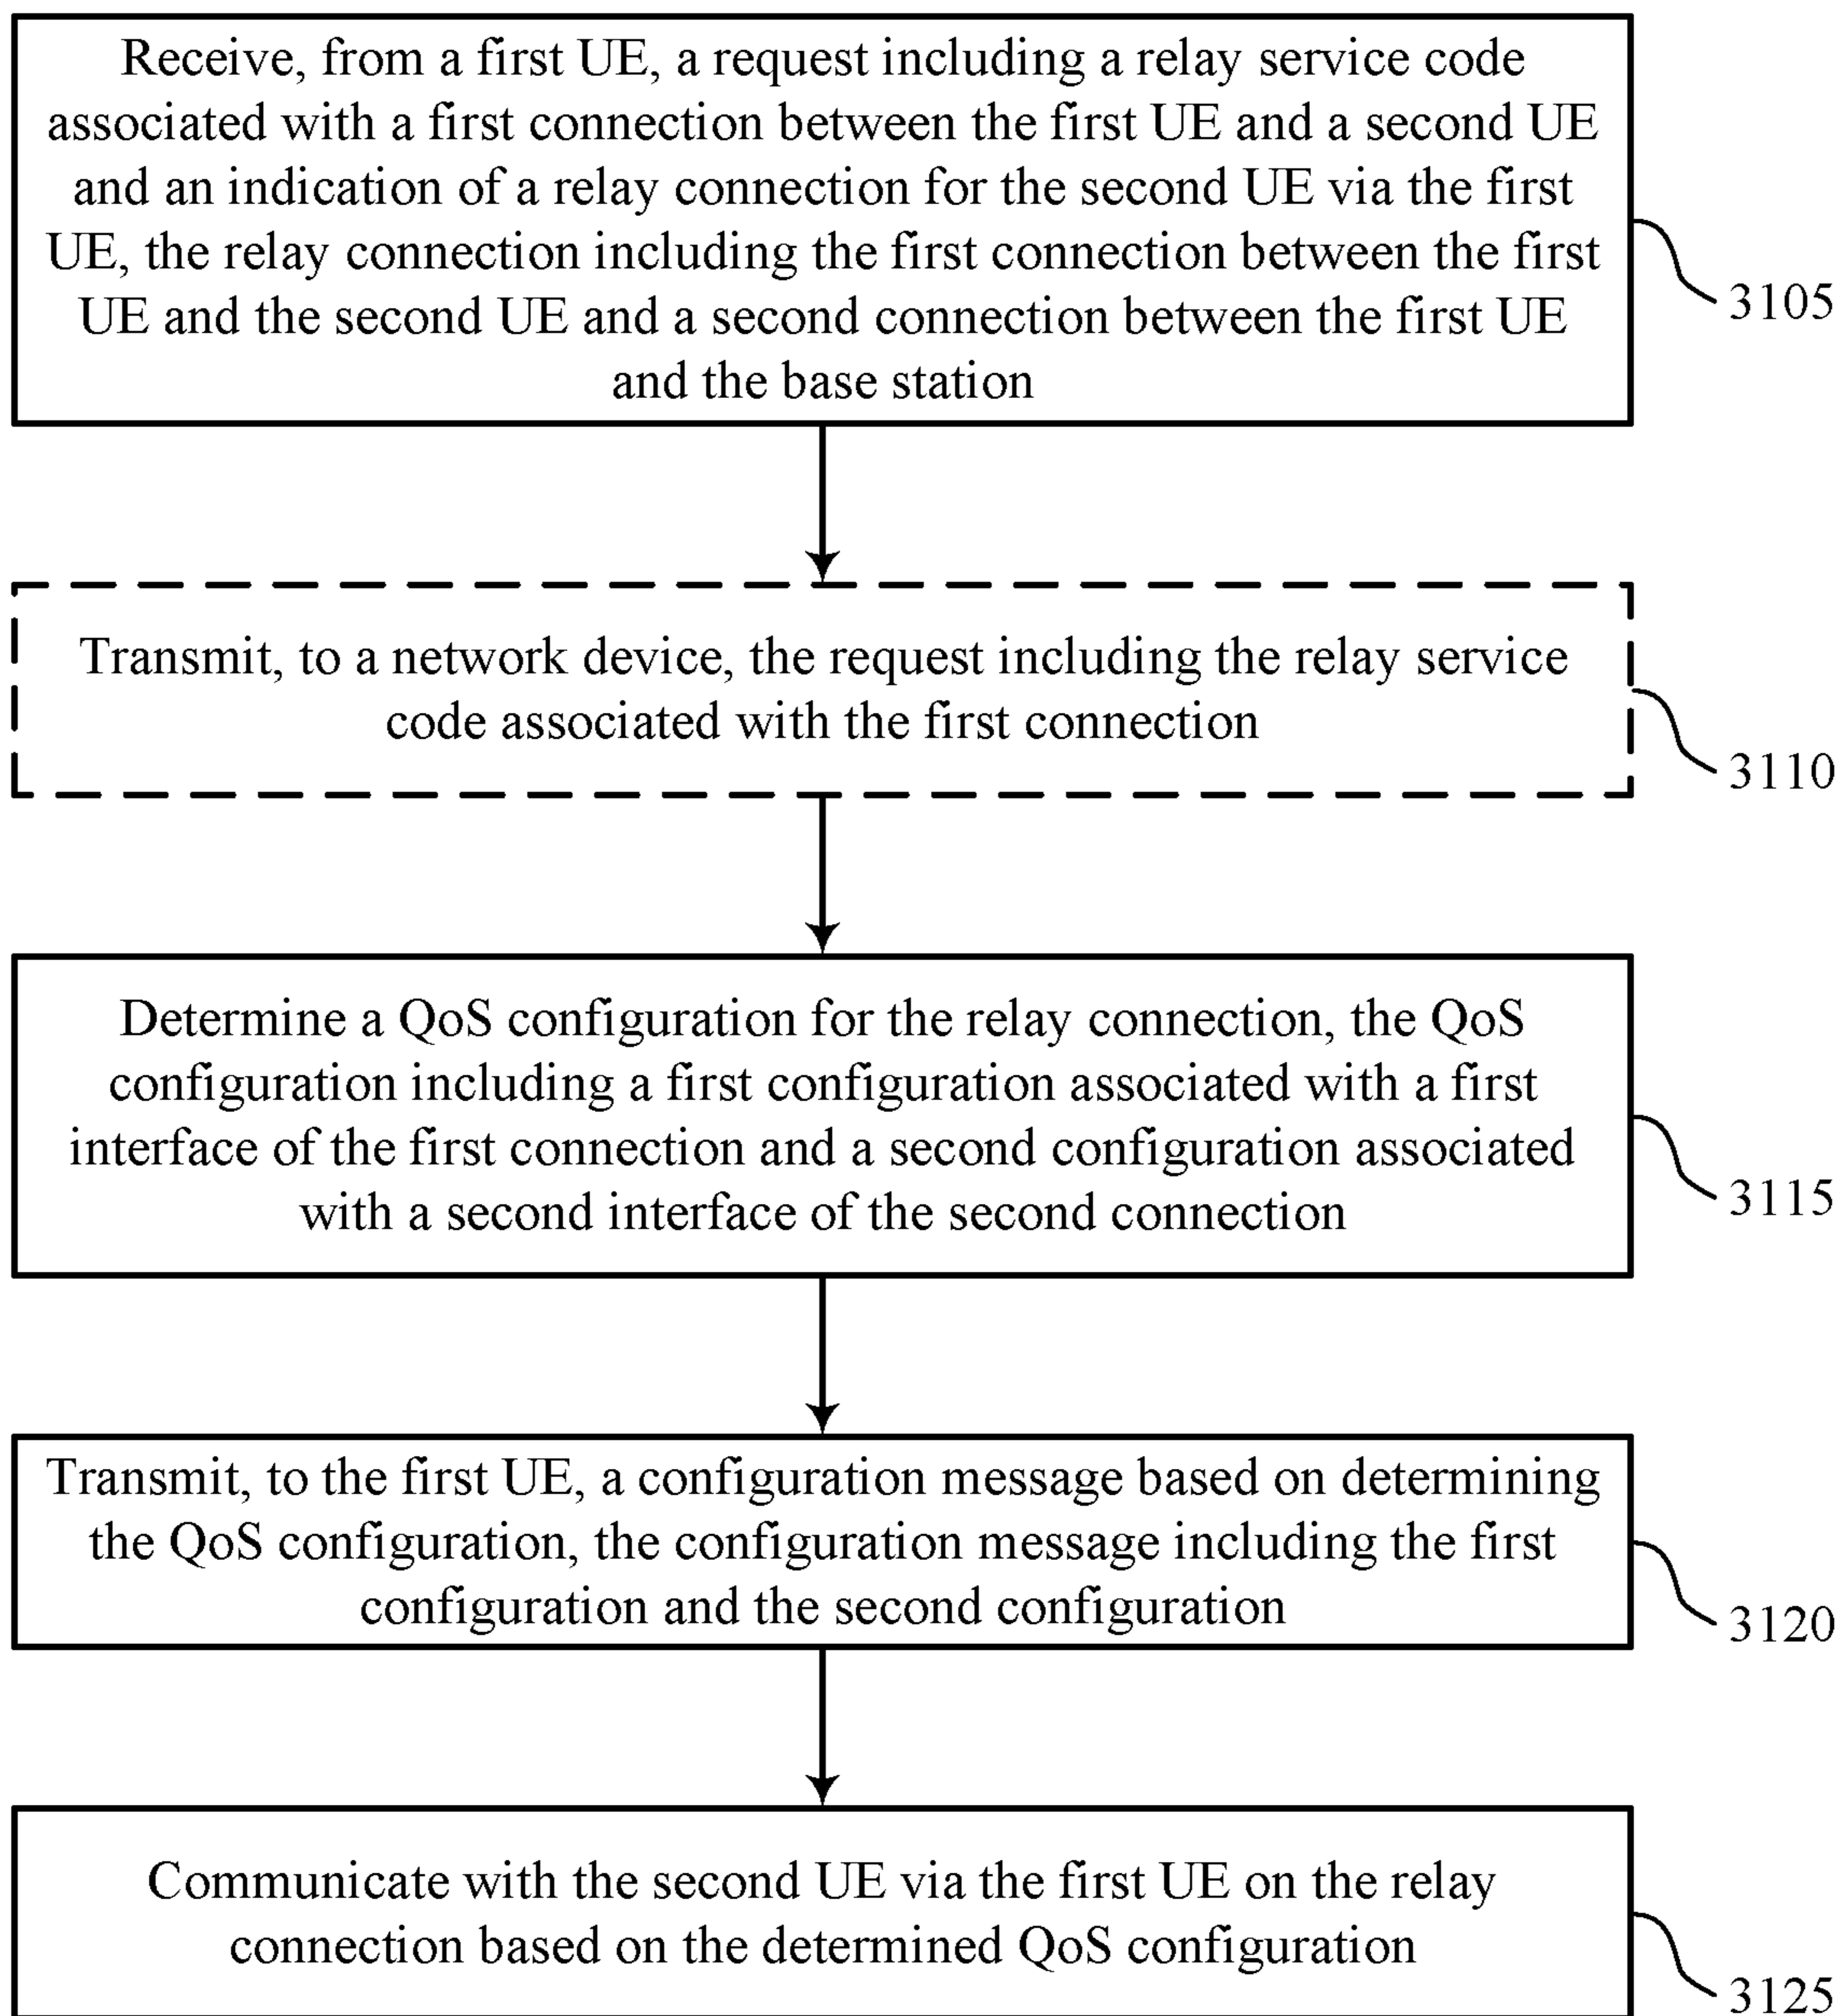 Receive, from a first UE, a request including a relay service code
associated with a first connection between the first UE and a second UE
and an indication of a relay connection for the second UE via the first
UE, the relay connection including the first connection between the first
UE and the second UE and a second connection between the first UE
and the base station
3105
Transmit, to a network device, the request including the relay service
code associated with the first connection
3110
Determine a QoS configuration for the relay connection, the QoS
configuration including a first configuration associated with a first
interface of the first connection and a second configuration associated
with a second interface of the second connection
3115
Transmit, to the first UE, a configuration message based on determining
the QoS configuration, the configuration message including the first
configuration and the second configuration
3120
Communicate with the second UE via the first UE on the relay
connection based on the determined QoS configuration
3125